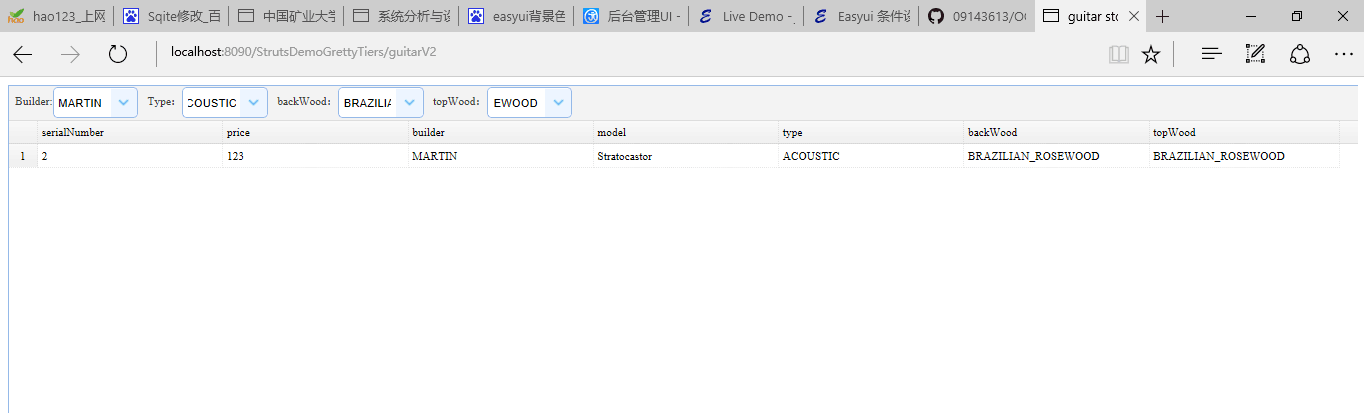 hao123_上网 Sqite修改_百 中国矿业大学 系统分析与设 easyui背景色 后台管理UI - Live Demo - Easyui 条件 09143613/O guitar sto
localhost:8090/StrutsDemoGrettyTiers/guitarV2
Builder: MARTIN Type: COUSTIC backWood: BRAZILIA topWood: EWOOD
serialNumber price builder model type backWood topWood
1 2 123 MARTIN Stratocastor ACOUSTIC BRAZILIAN_ROSEWOOD BRAZILIAN_ROSEWOOD